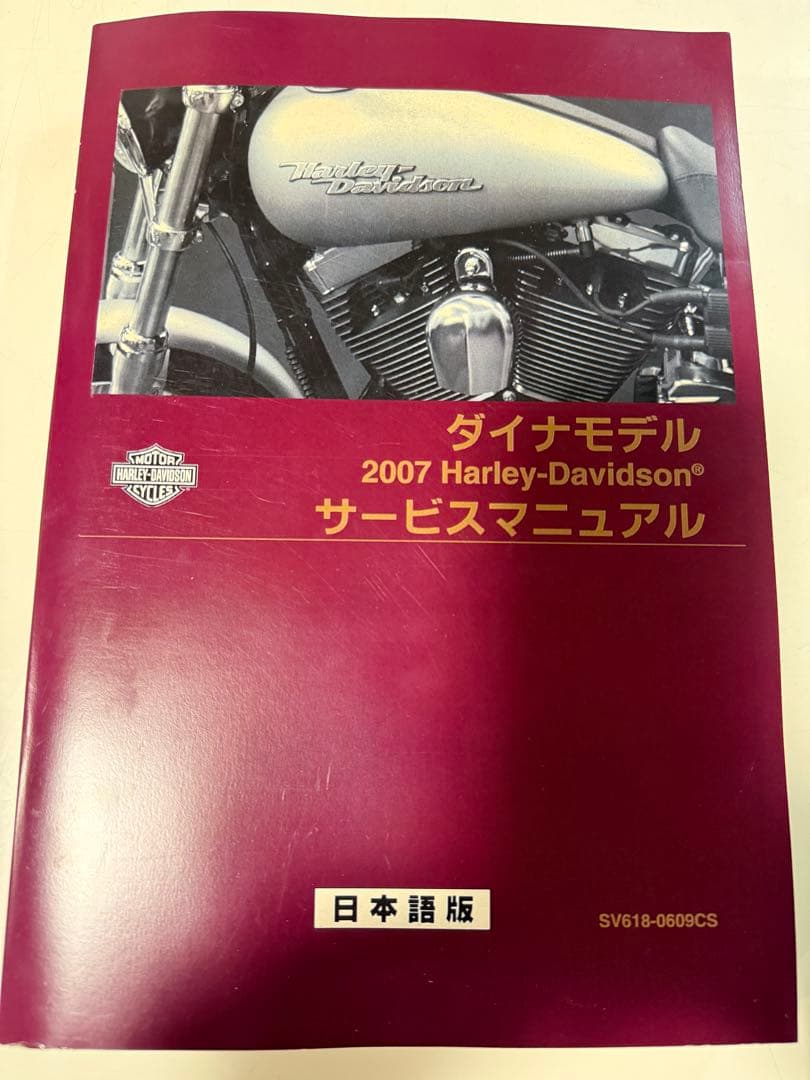 Harley-
Davidson
ダイナモデル
MOTOR
HARLEY-DAVIDSON
CYCLES
2007 Harley-Davidson®
サービスマニュアル
日本語版
SV618-0609CS